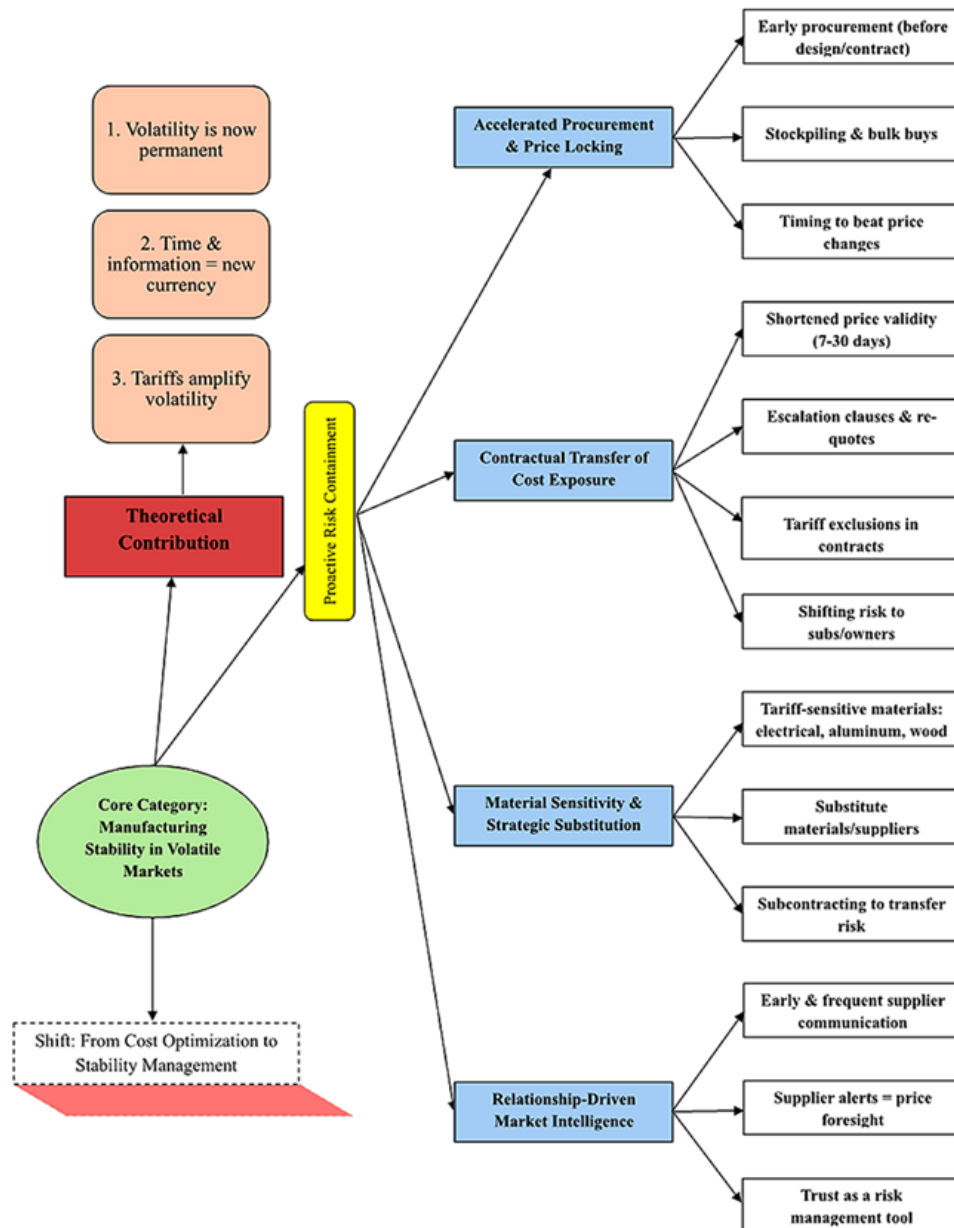 1. Volatility is now
permanent
2. Time &
information = new
currency
3. Tariffs amplify
volatility
Theoretical
Contribution
Core Category:
Manufacturing
Stability in Volatile
Markets
Shift: From Cost Optimization to
Stability Management
Proactive Risk Containment
Accelerated Procurement
& Price Locking
Early procurement (before
design/contract)
Stockpiling & bulk buys
Timing to beat price
changes
Contractual Transfer of
Cost Exposure
Shortened price validity
(7-30 days)
Escalation clauses & re-
quotes
Tariff exclusions in
contracts
Shifting risk to
subs/owners
Material Sensitivity &
Strategic Substitution
Tariff-sensitive materials:
electrical, aluminum, wood
Substitute
materials/suppliers
Subcontracting to transfer
risk
Relationship-Driven
Market Intelligence
Early & frequent supplier
communication
Supplier alerts = price
foresight
Trust as a risk
management tool